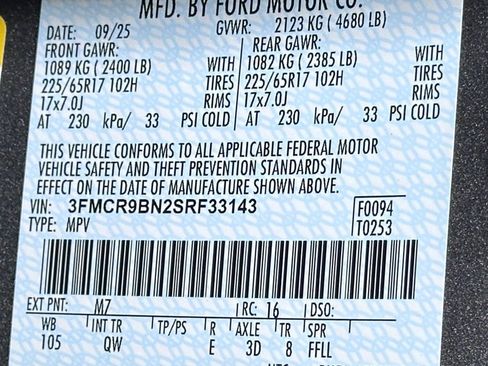 MFD. BY FORD MOTOR CO.
DATE: 09/25 GVWR: 2123 KG ( 4680 LB)
FRONT GAWR: REAR GAWR:
1089 KG ( 2400 LB) WITH 1082 KG ( 2385 LB) WITH
225/65R17 102H TIRES 225/65R17 102H TIRES
17x7.0J RIMS 17x7.0J RIMS
AT 230 kPa/ 33 PSI COLD AT 230 kPa/ 33 PSI COLD
THIS VEHICLE CONFORMS TO ALL APPLICABLE FEDERAL MOTOR
VEHICLE SAFETY AND THEFT PREVENTION STANDARDS IN
EFFECT ON THE DATE OF MANUFACTURE SHOWN ABOVE.
VIN: 3FMCR9BN2SRF33143 F0094
TYPE: MPV T0253
EXT PNT: M7 RC: 16 DSO:
WB INT TR TP/PS R AXLE TR SPR
105 QW E 3D 8 FFLL